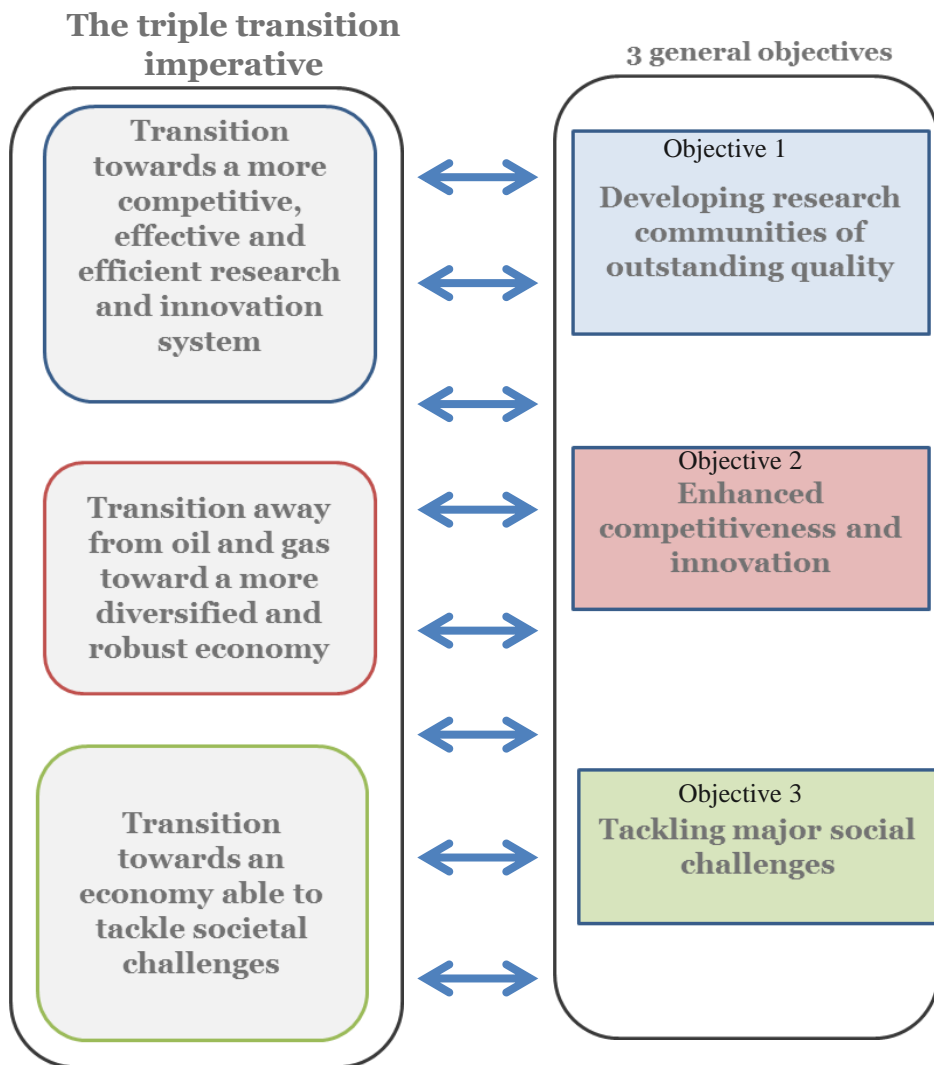 The triple transition
imperative
Transition
towards a more
competitive,
effective and
efficient research
and innovation
system
Transition away
from oil and gas
toward a more
diversified and
robust economy
Transition
towards an
economy able to
tackle societal
challenges
3 general objectives
Objective 1
Developing research
communities of
outstanding quality
Objective 2
Enhanced
competitiveness and
innovation
Objective 3
Tackling major social
challenges